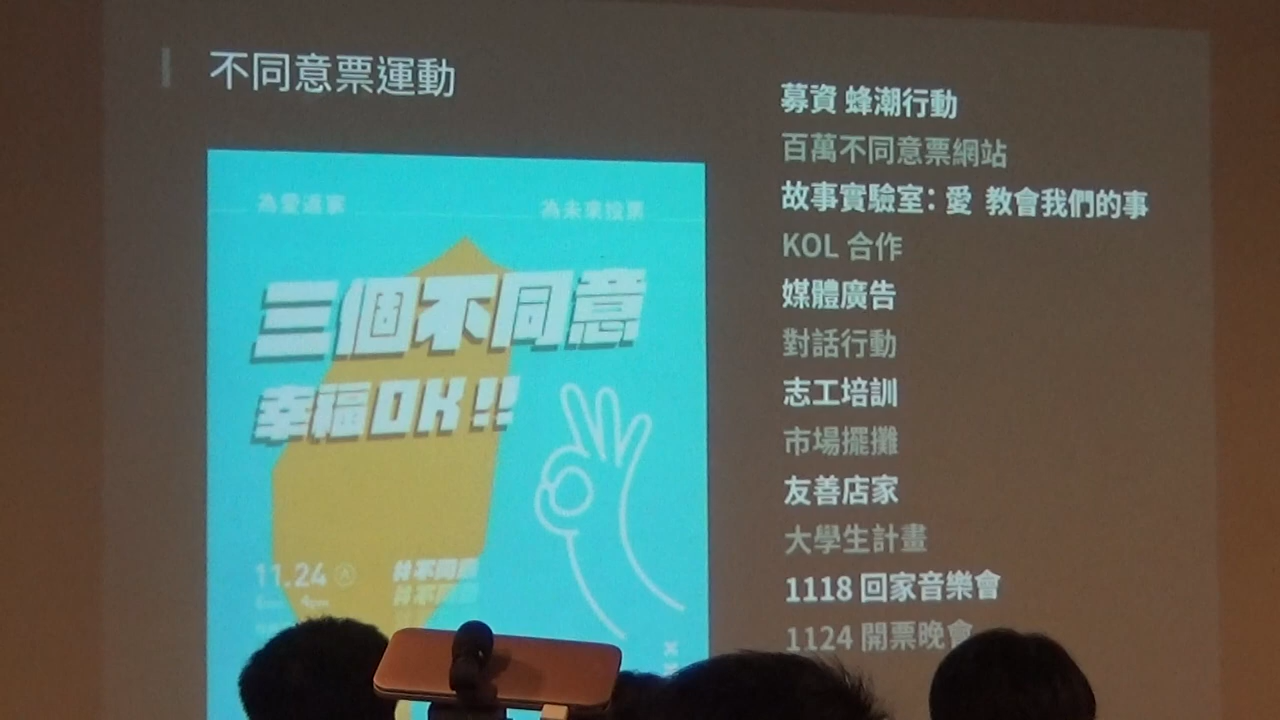 不同意票運動
為愛返家
為未來投票
三個不同意
幸福OK!!
11.24
募資 蜂潮行動
百萬不同意票網站
故事實驗室：愛 教會我們的事
KOL 合作
媒體廣告
對話行動
志工培訓
市場擺攤
友善店家
大學生計畫
1118 回家音樂會
1124 開票晚會